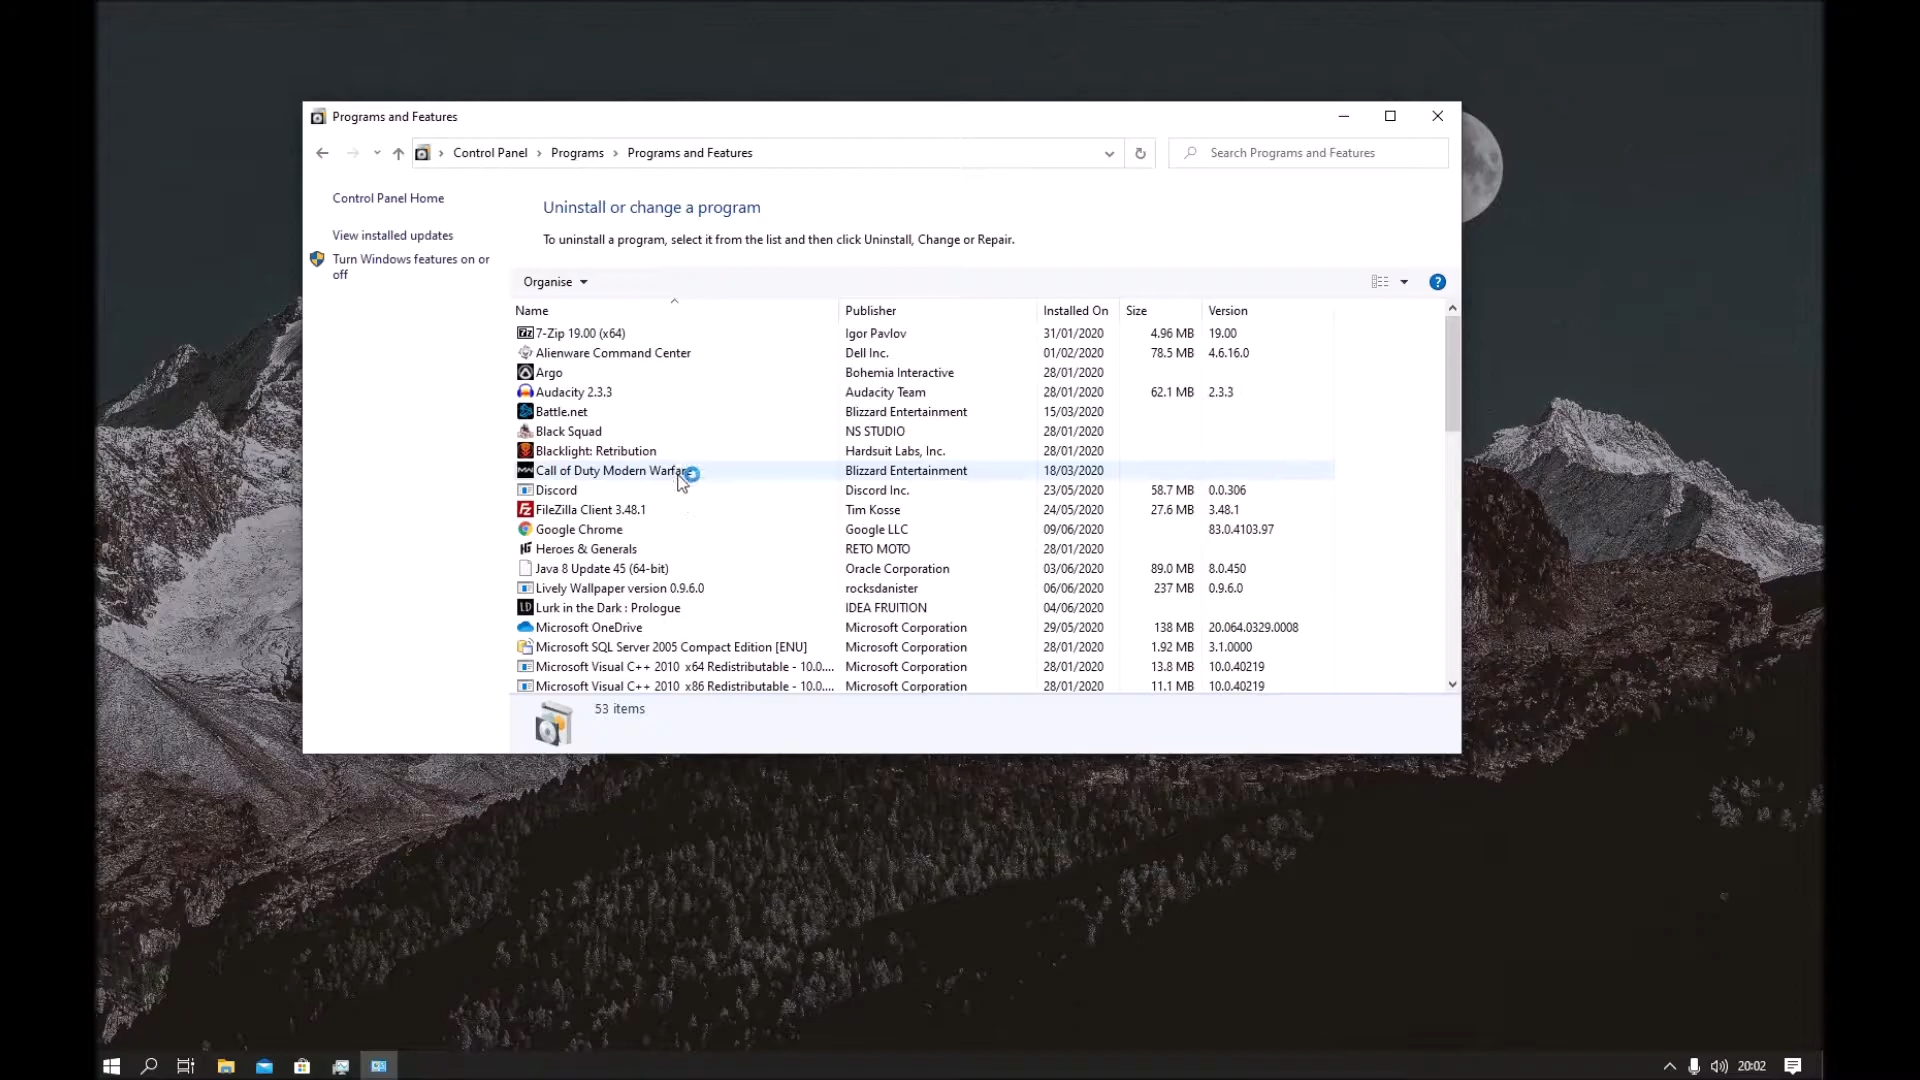 Programs and Features
Control Panel > Programs > Programs and Features
Search Programs and Features
Control Panel Home
View installed updates
Turn Windows features on or
off
Uninstall or change a program
To uninstall a program, select it from the list and then click Uninstall, Change or Repair.
Organise
Name Publisher Installed On Size Version
7-Zip 19.00 (x64) Igor Pavlov 31/01/2020 4.96 MB 19.00
Alienware Command Center Dell Inc. 01/02/2020 78.5 MB 4.6.16.0
Argo Bohemia Interactive 28/01/2020
Audacity 2.3.3 Audacity Team 28/01/2020 62.1 MB 2.3.3
Battle.net Blizzard Entertainment 15/03/2020
Black Squad NS STUDIO 28/01/2020
Blacklight: Retribution Hardsuit Labs, Inc. 28/01/2020
Call of Duty Modern Warfare Blizzard Entertainment 18/03/2020
Discord Discord Inc. 23/05/2020 58.7 MB 0.0.306
FileZilla Client 3.48.1 Tim Kosse 24/05/2020 27.6 MB 3.48.1
Google Chrome Google LLC 09/06/2020 83.0.4103.97
Heroes & Generals RETO MOTO 28/01/2020
Java 8 Update 45 (64-bit) Oracle Corporation 03/06/2020 89.0 MB 8.0.450
Lively Wallpaper version 0.9.6.0 rocksdanister 06/06/2020 237 MB 0.9.6.0
Lurk in the Dark : Prologue IDEA FRUITION 04/06/2020
Microsoft OneDrive Microsoft Corporation 29/05/2020 138 MB 20.064.0329.0008
Microsoft SQL Server 2005 Compact Edition [ENU] Microsoft Corporation 28/01/2020 1.92 MB 3.1.0000
Microsoft Visual C++ 2010 x64 Redistributable - 10.0.... Microsoft Corporation 28/01/2020 13.8 MB 10.0.40219
Microsoft Visual C++ 2010 x86 Redistributable - 10.0.... Microsoft Corporation 28/01/2020 11.1 MB 10.0.40219
53 items
20:02